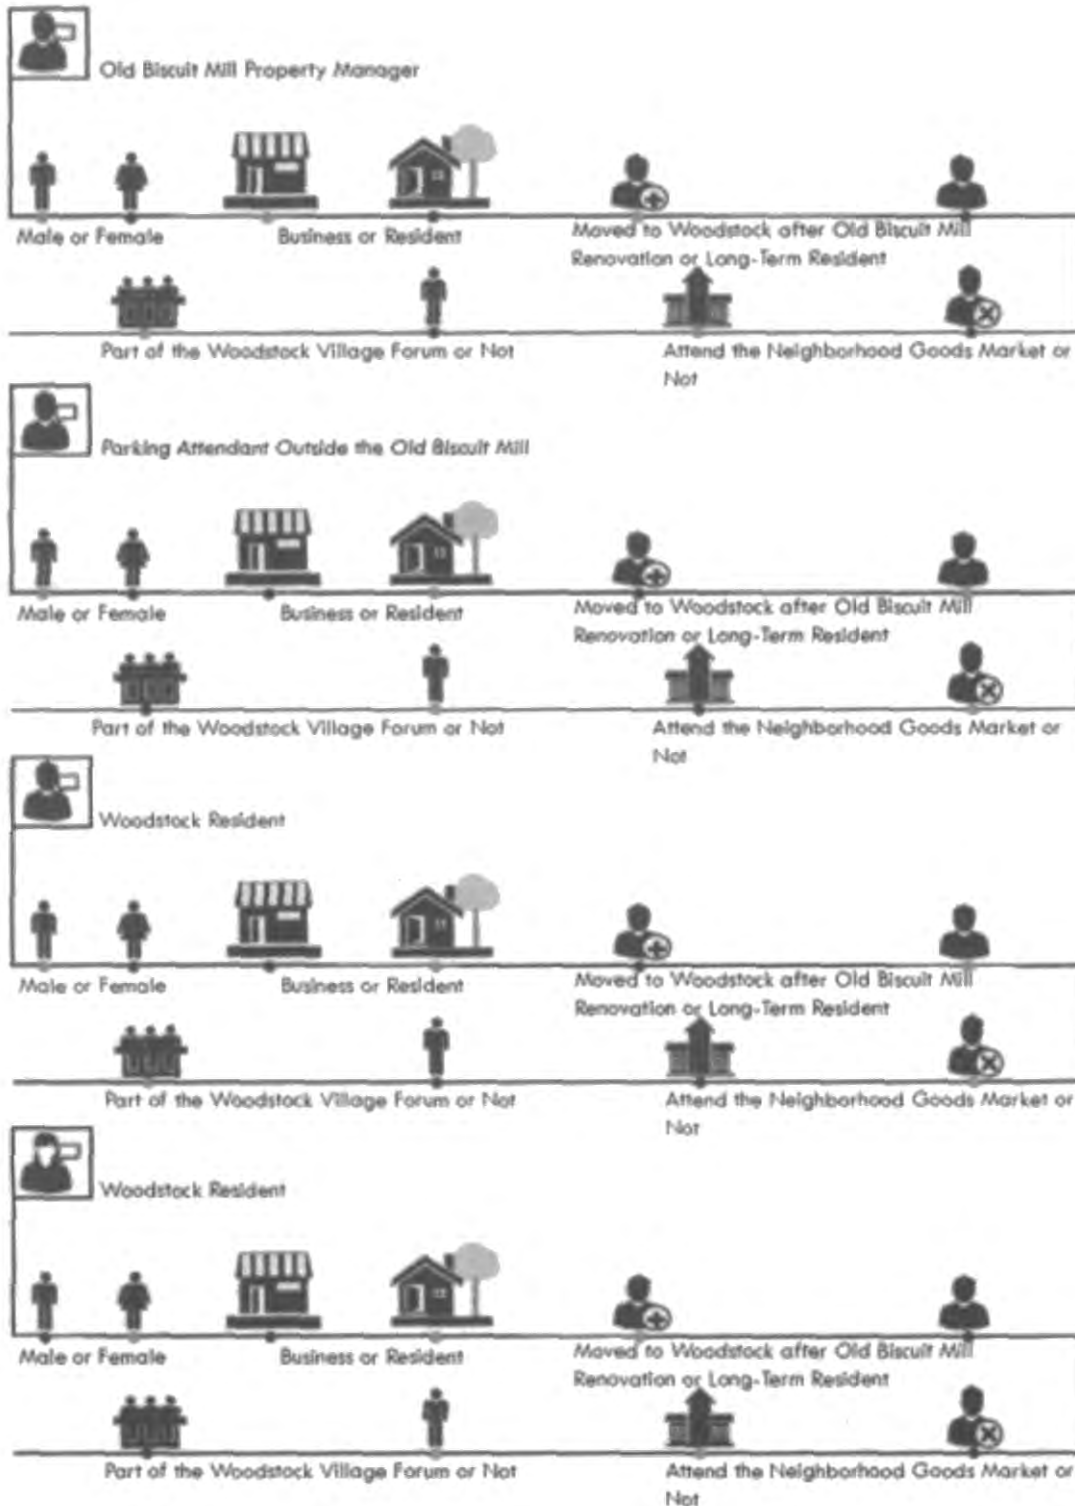 Old Biscuit Mill Property Manager
Male or Female
Business or Resident
Moved to Woodstock after Old Biscuit Mill
Renovation or Long-Term Resident
Part of the Woodstock Village Forum or Not
Attend the Neighborhood Goods Market or
Not
Parking Attendant Outside the Old Biscuit Mill
Male or Female
Business or Resident
Moved to Woodstock after Old Biscuit Mill
Renovation or Long-Term Resident
Part of the Woodstock Village Forum or Not
Attend the Neighborhood Goods Market or
Not
Woodstock Resident
Male or Female
Business or Resident
Moved to Woodstock after Old Biscuit Mill
Renovation or Long-Term Resident
Part of the Woodstock Village Forum or Not
Attend the Neighborhood Goods Market or
Not
Woodstock Resident
Male or Female
Business or Resident
Moved to Woodstock after Old Biscuit Mill
Renovation or Long-Term Resident
Part of the Woodstock Village Forum or Not
Attend the Neighborhood Goods Market or
Not